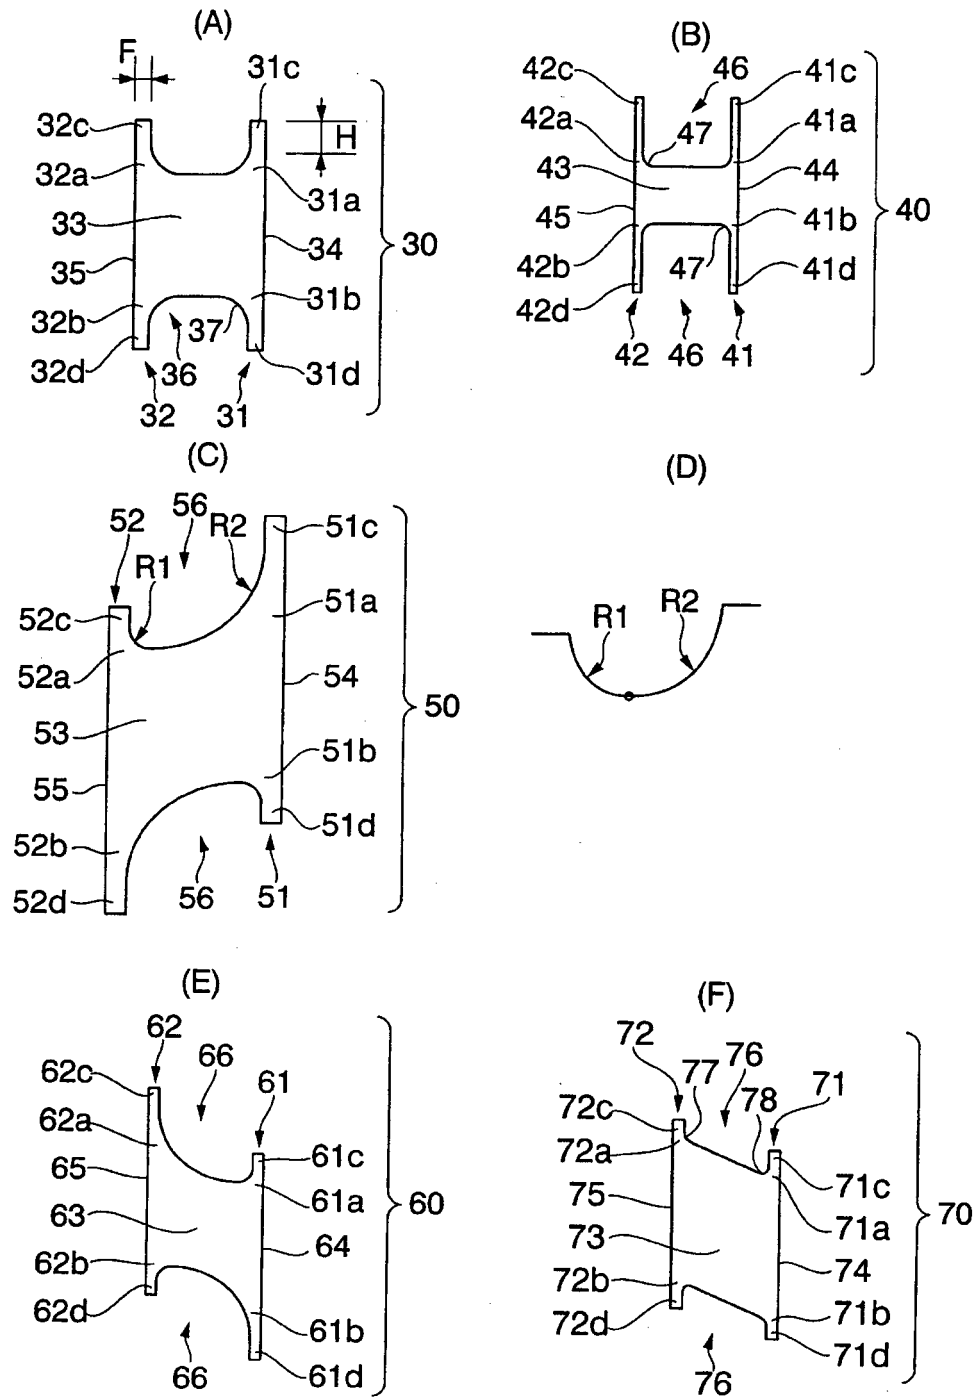 (A)
F
31c
32c
H
32a
31a
33
34
30
35
31b
32b
37
32d
36
31d
32
31
(B)
42c
46
41c
42a
47
41a
43
44
45
41b
40
42b
47
41d
42d
42
46
41
(C)
52
56
R2
51c
R1
52c
51a
52a
54
53
50
51b
55
51d
52b
52d
56
51
(D)
R1
R2
(E)
62
66
61
62c
62a
61c
65
61a
60
63
64
62b
62d
61b
66
61d
(F)
72
76
77
71
78
72c
72a
71c
75
71a
70
73
74
72b
71b
72d
71d
76